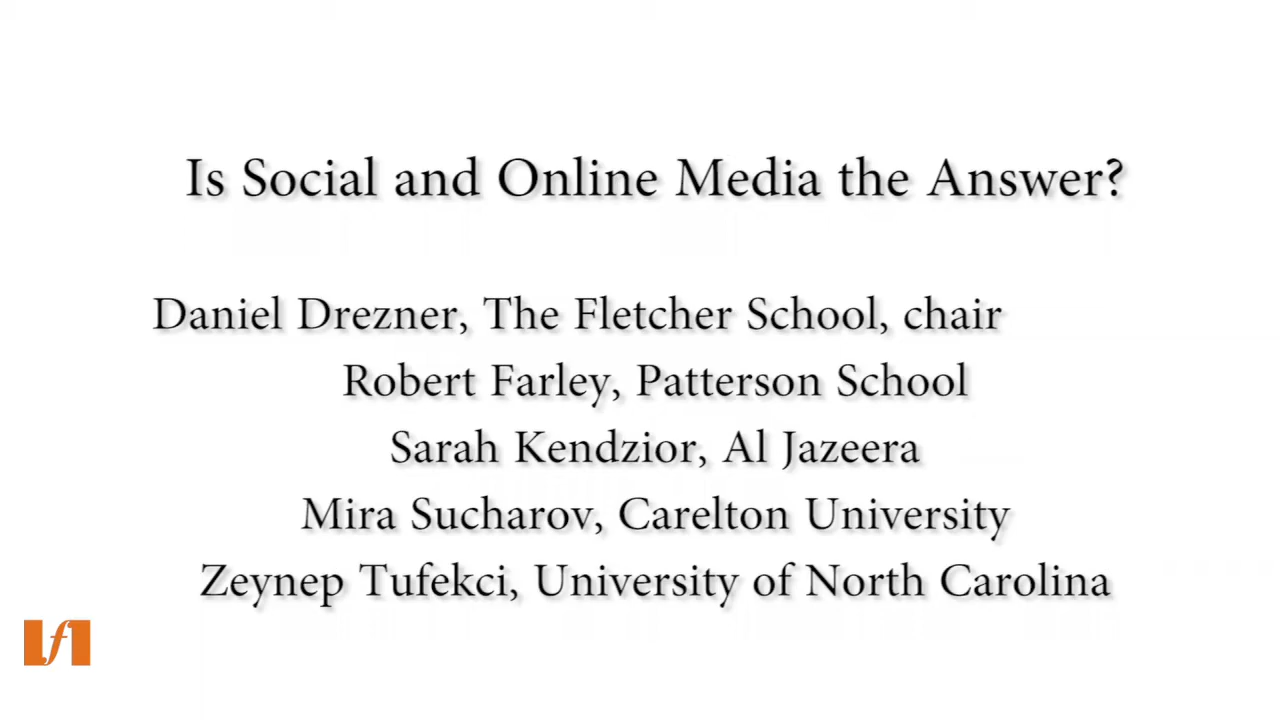 Is Social and Online Media the Answer?
Daniel Drezner, The Fletcher School, chair
Robert Farley, Patterson School
Sarah Kendzior, Al Jazeera
Mira Sucharov, Carelton University
Zeynep Tufekci, University of North Carolina
f